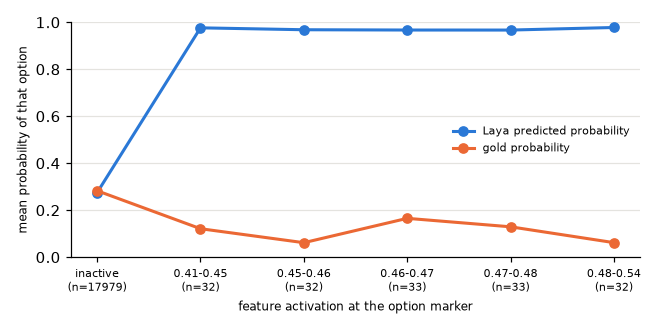 1.0
0.8
0.6
0.4
0.2
0.0
mean probability of that option
Laya predicted probability
gold probability
inactive
(n=17979)
0.41-0.45
(n=32)
0.45-0.46
(n=32)
0.46-0.47
(n=33)
0.47-0.48
(n=33)
0.48-0.54
(n=32)
feature activation at the option marker